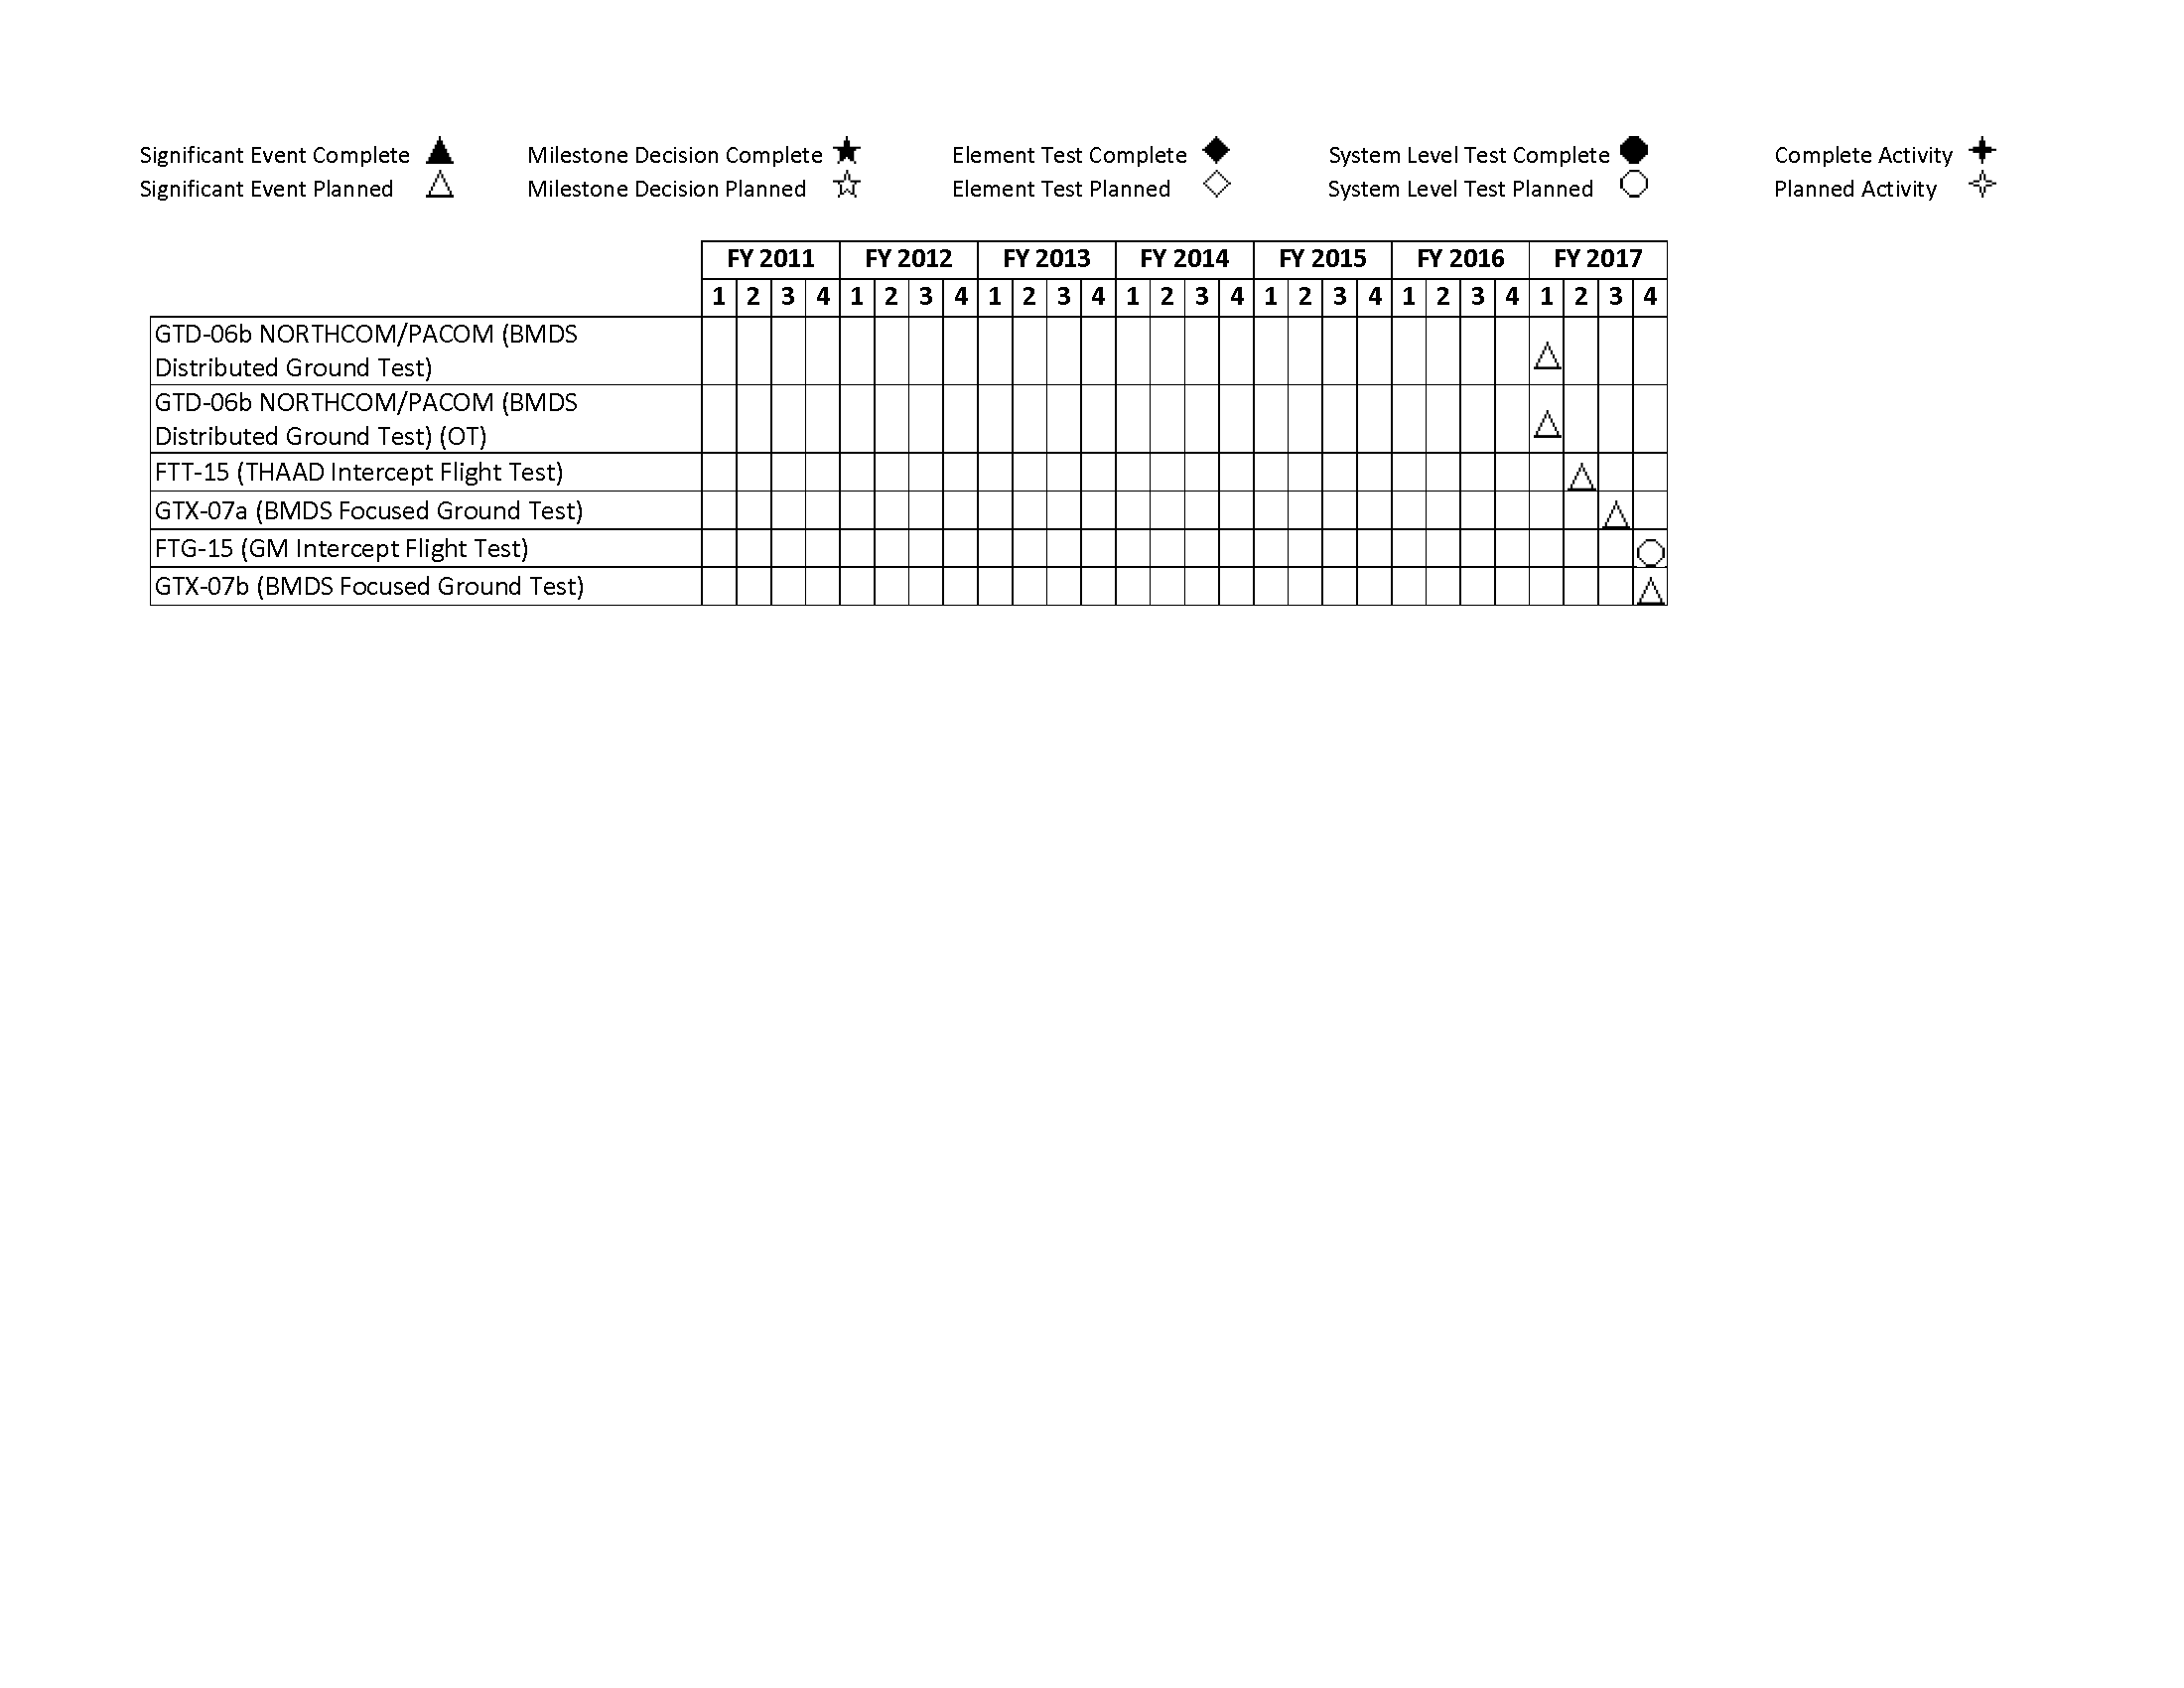 Significant Event Complete
Milestone Decision Complete
Element Test Complete
System Level Test Complete
Complete Activity
Significant Event Planned
Milestone Decision Planned
Element Test Planned
System Level Test Planned
Planned Activity
FY 2011 FY 2012 FY 2013 FY 2014 FY 2015 FY 2016 FY 2017
1 2 3 4 1 2 3 4 1 2 3 4 1 2 3 4 1 2 3 4 1 2 3 4 1 2 3 4
GTD-06b NORTHCOM/PACOM (BMDS
Distributed Ground Test)
GTD-06b NORTHCOM/PACOM (BMDS
Distributed Ground Test) (OT)
FTT-15 (THAAD Intercept Flight Test)
GTX-07a (BMDS Focused Ground Test)
FTG-15 (GM Intercept Flight Test)
GTX-07b (BMDS Focused Ground Test)